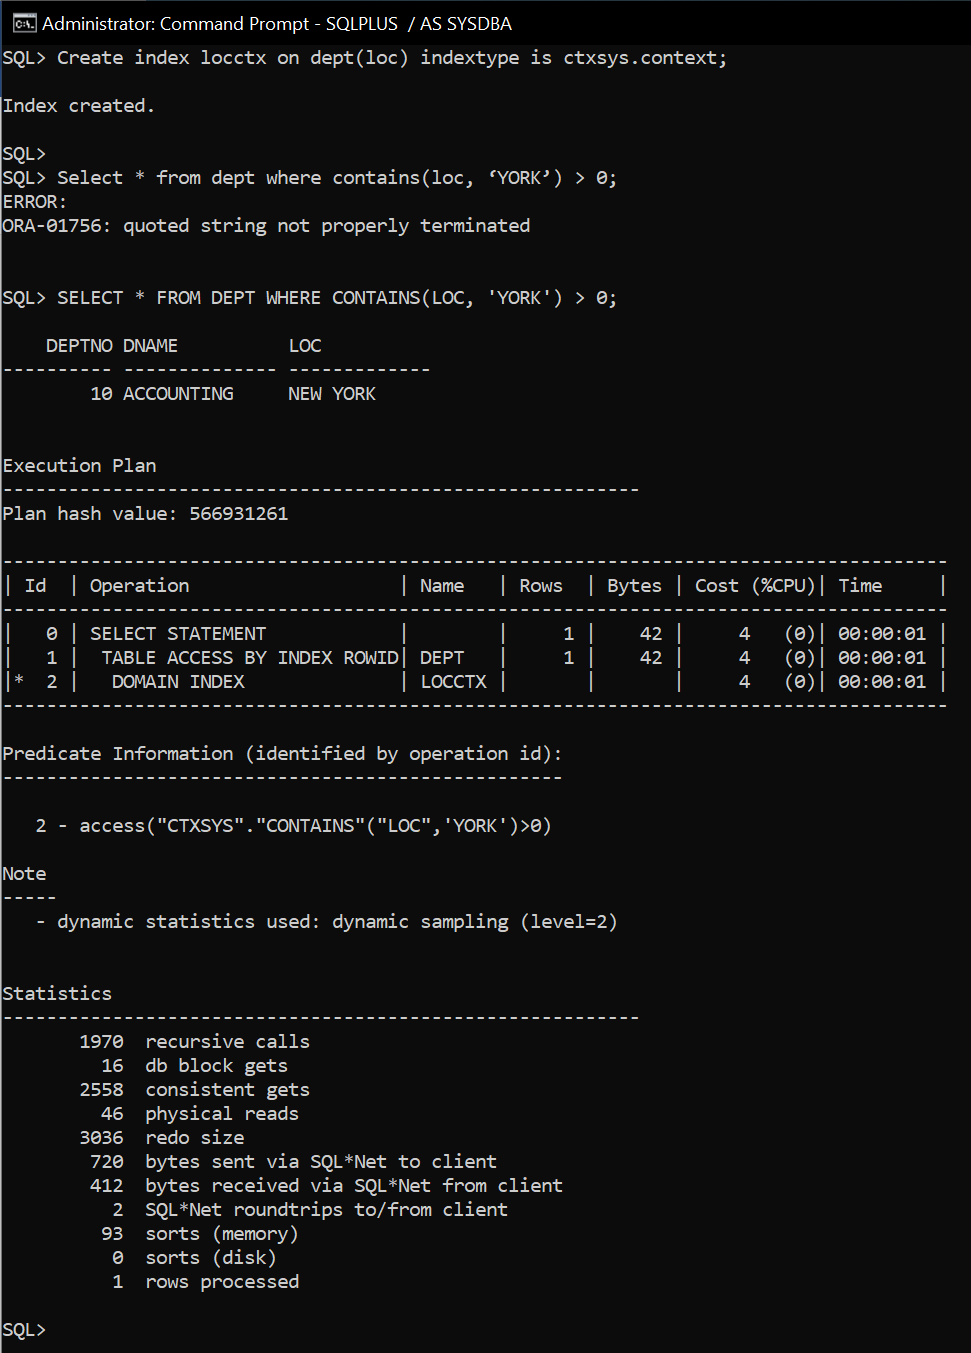 Administrator: Command Prompt - SQLPLUS  / AS SYSDBA
SQL> Create index locctx on dept(loc) indextype is ctxsys.context;
Index created.
SQL>
SQL> Select * from dept where contains(loc, ‘YORK’) > 0;
ERROR:
ORA-01756: quoted string not properly terminated
SQL> SELECT * FROM DEPT WHERE CONTAINS(LOC, 'YORK') > 0;
    DEPTNO DNAME          LOC
---------- -------------- -------------
        10 ACCOUNTING     NEW YORK
Execution Plan
----------------------------------------------------------
Plan hash value: 566931261
--------------------------------------------------------------------------------------
| Id  | Operation                   | Name   | Rows  | Bytes | Cost (%CPU)| Time     |
--------------------------------------------------------------------------------------
|   0 | SELECT STATEMENT            |        |     1 |    42 |     4   (0)| 00:00:01 |
|   1 |  TABLE ACCESS BY INDEX ROWID| DEPT   |     1 |    42 |     4   (0)| 00:00:01 |
|*  2 |   DOMAIN INDEX              | LOCCTX |       |       |     4   (0)| 00:00:01 |
--------------------------------------------------------------------------------------
Predicate Information (identified by operation id):
---------------------------------------------------
   2 - access("CTXSYS"."CONTAINS"("LOC",'YORK')>0)
Note
-----
   - dynamic statistics used: dynamic sampling (level=2)
Statistics
----------------------------------------------------------
       1970  recursive calls
         16  db block gets
       2558  consistent gets
         46  physical reads
       3036  redo size
        720  bytes sent via SQL*Net to client
        412  bytes received via SQL*Net from client
          2  SQL*Net roundtrips to/from client
         93  sorts (memory)
          0  sorts (disk)
          1  rows processed
SQL>